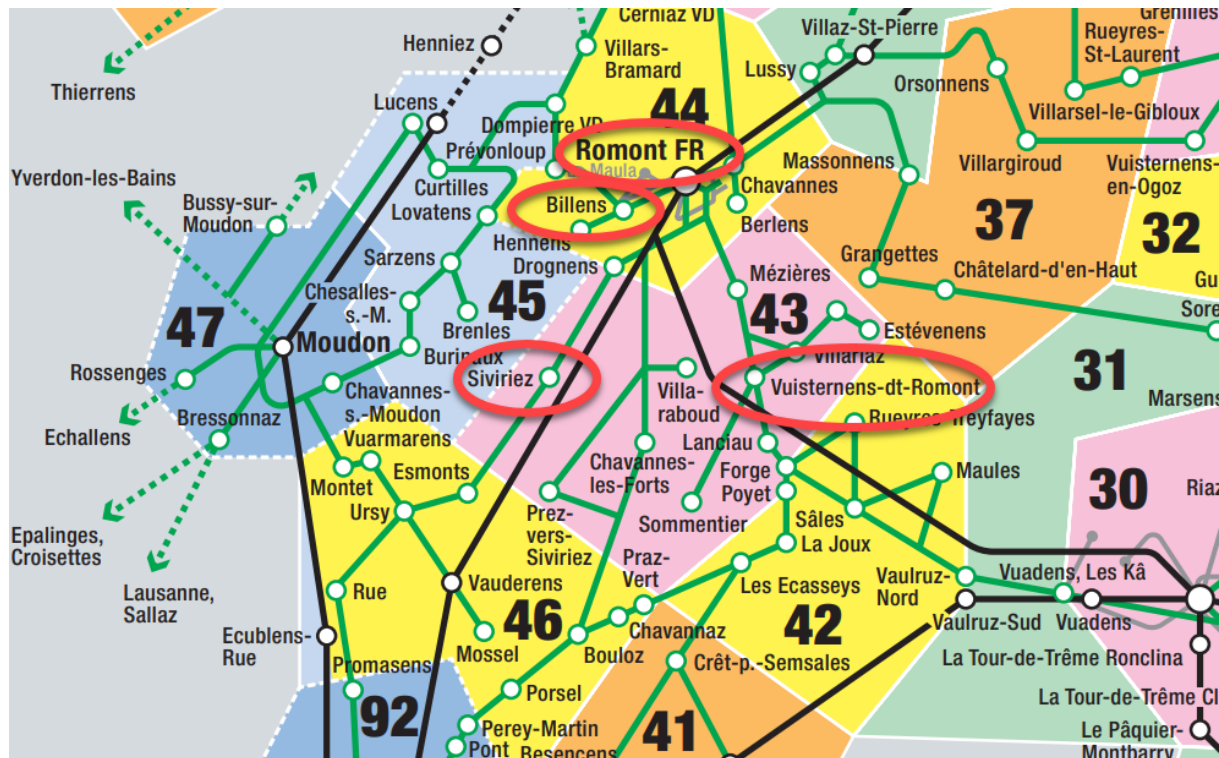 Cerniaz VD
Villaz-St-Pierre
Grenilles
Henniez
Villars-
Bramard
Rueyres-
St-Laurent
Lussy
Orsonnens
Thierrens
Lucens
44
Villarsel-le-Gibloux
Dompierre VD
Prévonloup
Romont FR
Massonnens
Villargiroud
Vuisternens-
en-Ogoz
La Maula
Yverdon-les-Bains
Curtilles
Chavannes
Bussy-sur-
Moudon
Lovatens
Billens
Berlens
37
32
Hennens
Drognens
Grangettes
Sarzens
Mézières
Châtelard-d'en-Haut
Gu
Chesalles-
s.-M.
45
43
Sore
47
Brenles
Estévenens
Moudon
Burinaux
Villariaz
31
Rossenges
Siviriez
Villa-
raboud
Vuisternens-dt-Romont
Chavannes-
s.-Moudon
Marsens
Bressonnaz
Rueyres-Treyfayes
Echallens
Vuarmarens
Lanciau
Esmonts
Chavannes-
les-Forts
Forge
Poyet
Maules
30
Montet
Riaz
Ursy
Epalinges,
Croisettes
Prez-
vers-
Siviriez
Sommentier
Sâles
La Joux
Praz-
Vert
Lausanne,
Sallaz
Rue
Vauderens
Les Ecasseys
Vaulruz-
Nord
Vuadens, Les Kâ
46
42
Ecublens-
Rue
Mossel
Bouloz
Chavannaz
Vaulruz-Sud
Vuadens
Promasens
Crêt-p.-Semsales
La Tour-de-Trême Ronclina
Porsel
92
41
La Tour-de-Trême Cl
Perey-Martin
Pont
Besencens
Le Pâquier-
Montbarry